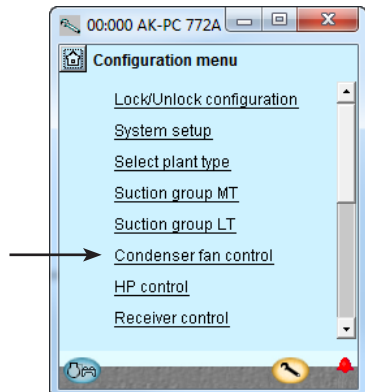 00:000 AK-PC 772A
Configuration menu
Lock/Unlock configuration
System setup
Select plant type
Suction group MT
Suction group LT
Condenser fan control
HP control
Receiver control